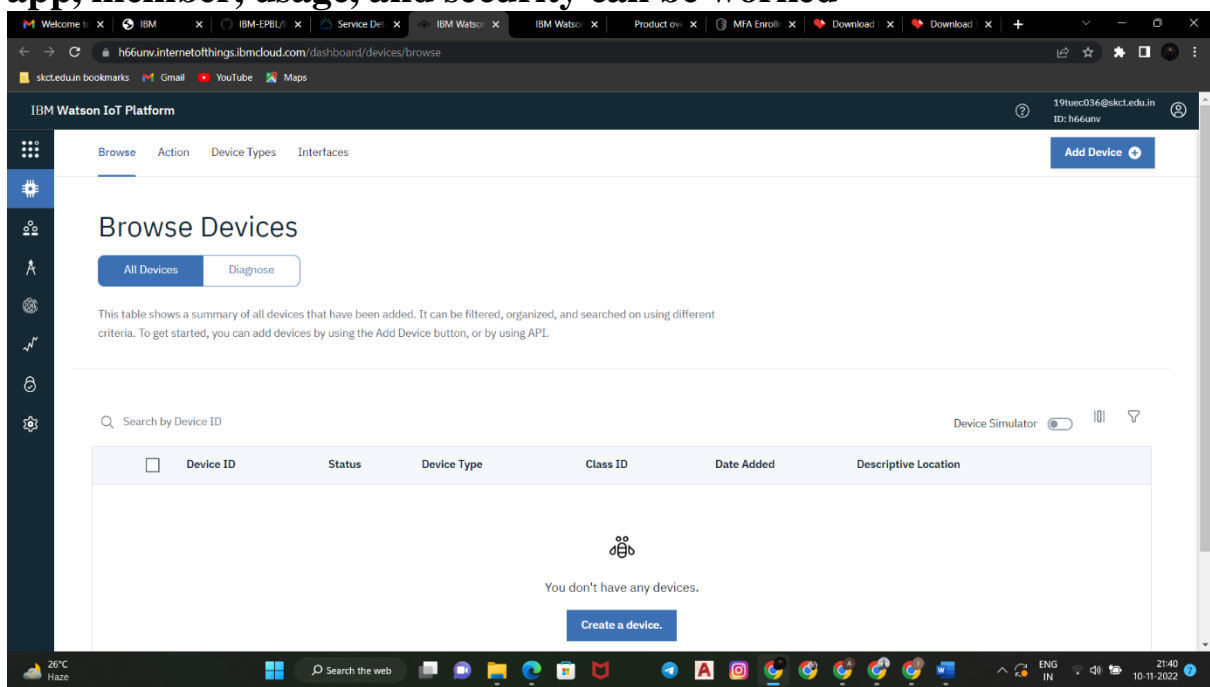 app, member, usage, and security can be worked
Welcome to IBM IBM-EPBL/I Service Det IBM Watson IBM Watson Product ove MFA Enrolln Download Download
h66unv.internetofthings.ibmcloud.com/dashboard/devices/browse
skct.edu.in bookmarks Gmail YouTube Maps
IBM Watson IoT Platform
19tuec036@skct.edu.in
ID: h66unv
Browse Action Device Types Interfaces Add Device
Browse Devices
All Devices Diagnose
This table shows a summary of all devices that have been added. It can be filtered, organized, and searched on using different
criteria. To get started, you can add devices by using the Add Device button, or by using API.
Search by Device ID Device Simulator
Device ID Status Device Type Class ID Date Added Descriptive Location
You don't have any devices.
Create a device.
26°C
Haze
Search the web
ENG
IN
21:40
10-11-2022
7